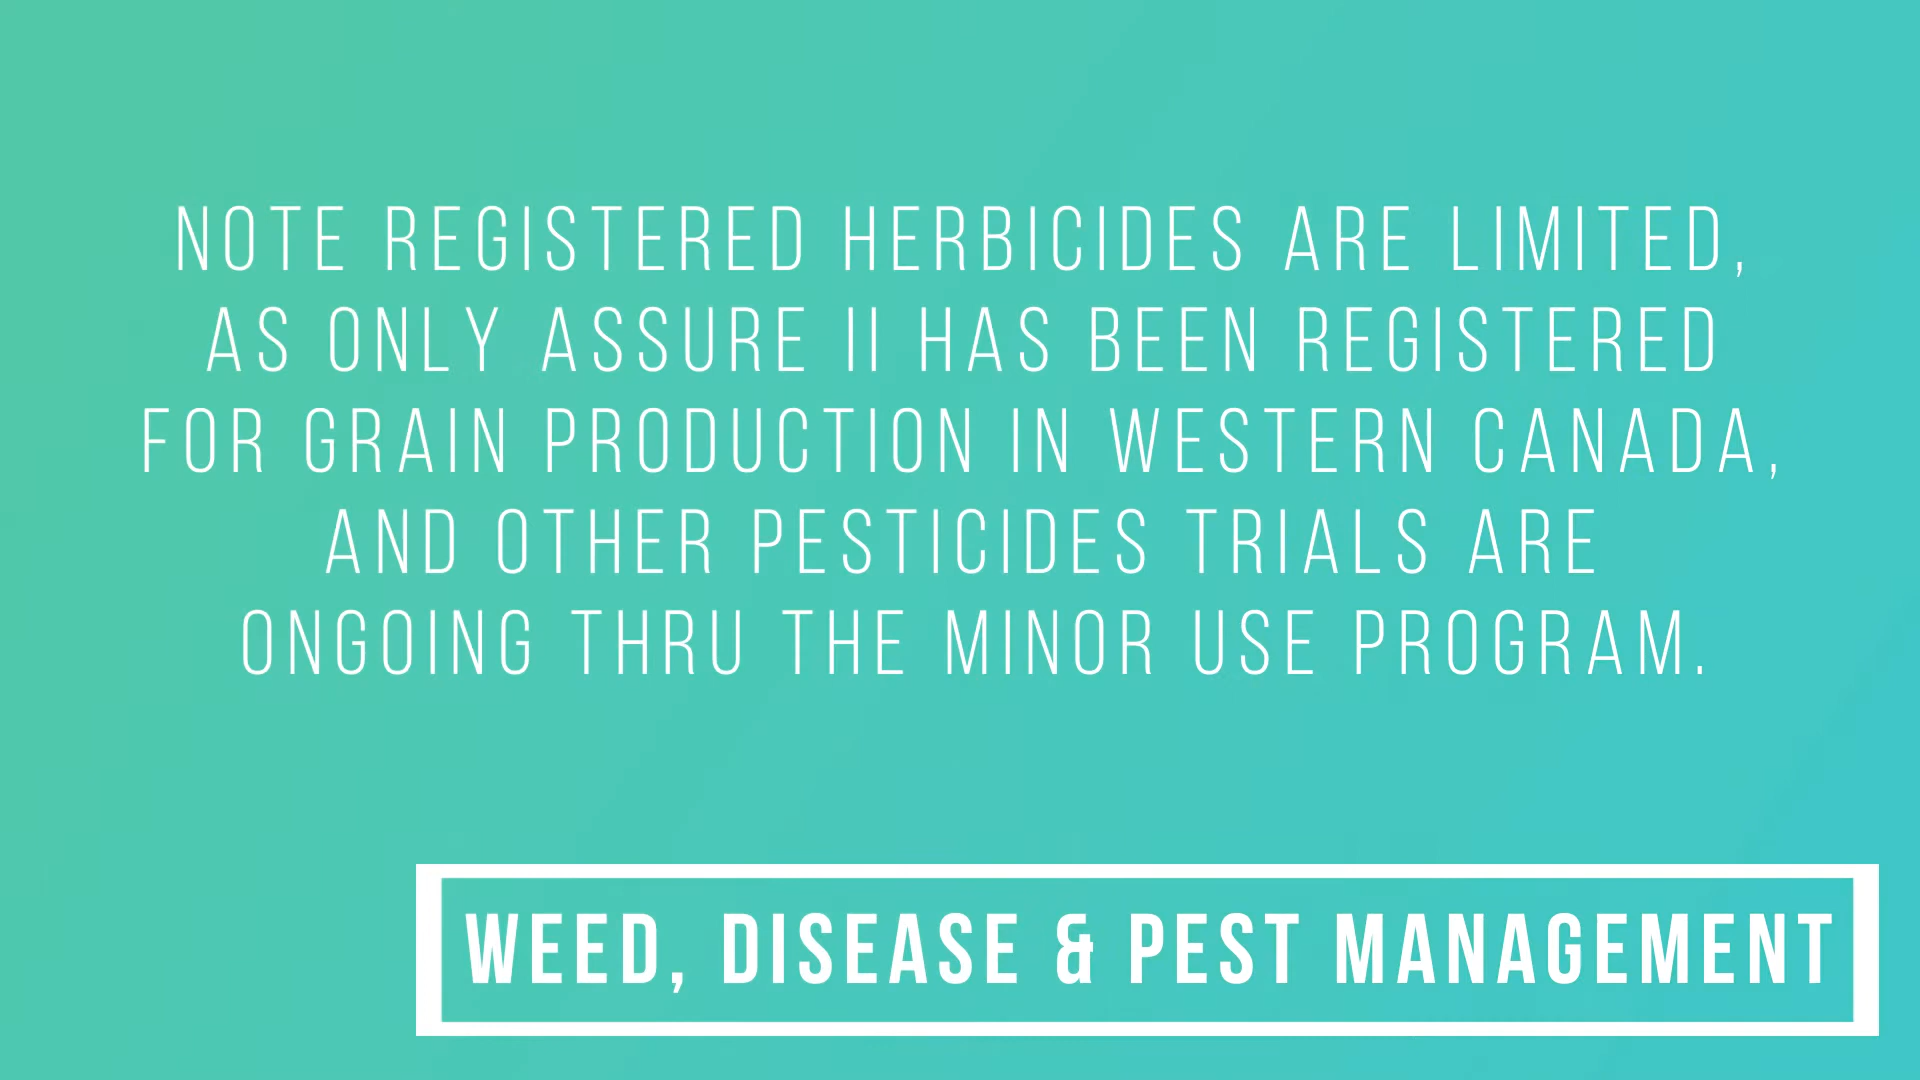 NOTE REGISTERED HERBICIDES ARE LIMITED,
AS ONLY ASSURE II HAS BEEN REGISTERED
FOR GRAIN PRODUCTION IN WESTERN CANADA,
AND OTHER PESTICIDES TRIALS ARE
ONGOING THRU THE MINOR USE PROGRAM.
WEED, DISEASE & PEST MANAGEMENT